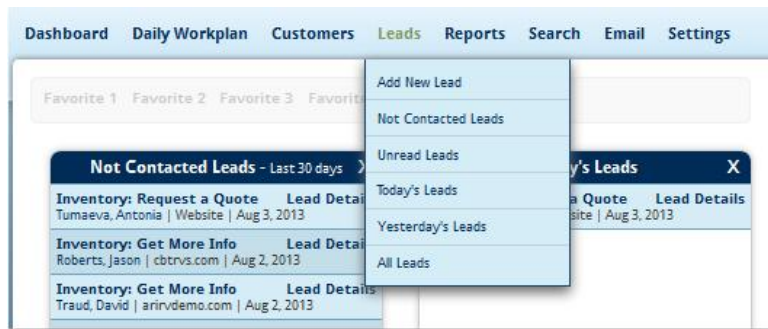 Dashboard Daily Workplan Customers Leads Reports Search Email Settings
Favorite 1 Favorite 2 Favorite 3
Add New Lead
Not Contacted Leads
Unread Leads
Today's Leads
Yesterday's Leads
All Leads
Not Contacted Leads - Last 30 days
Inventory: Request a Quote Lead Details
Tumaeva, Antonia | Website | Aug 3, 2013
Inventory: Get More Info Lead Details
Roberts, Jason | cbtrvs.com | Aug 2, 2013
Inventory: Get More Info Lead Details
Traud, David | arirvdemo.com | Aug 2, 2013
y's Leads X
a Quote Lead Details
site | Aug 3, 2013